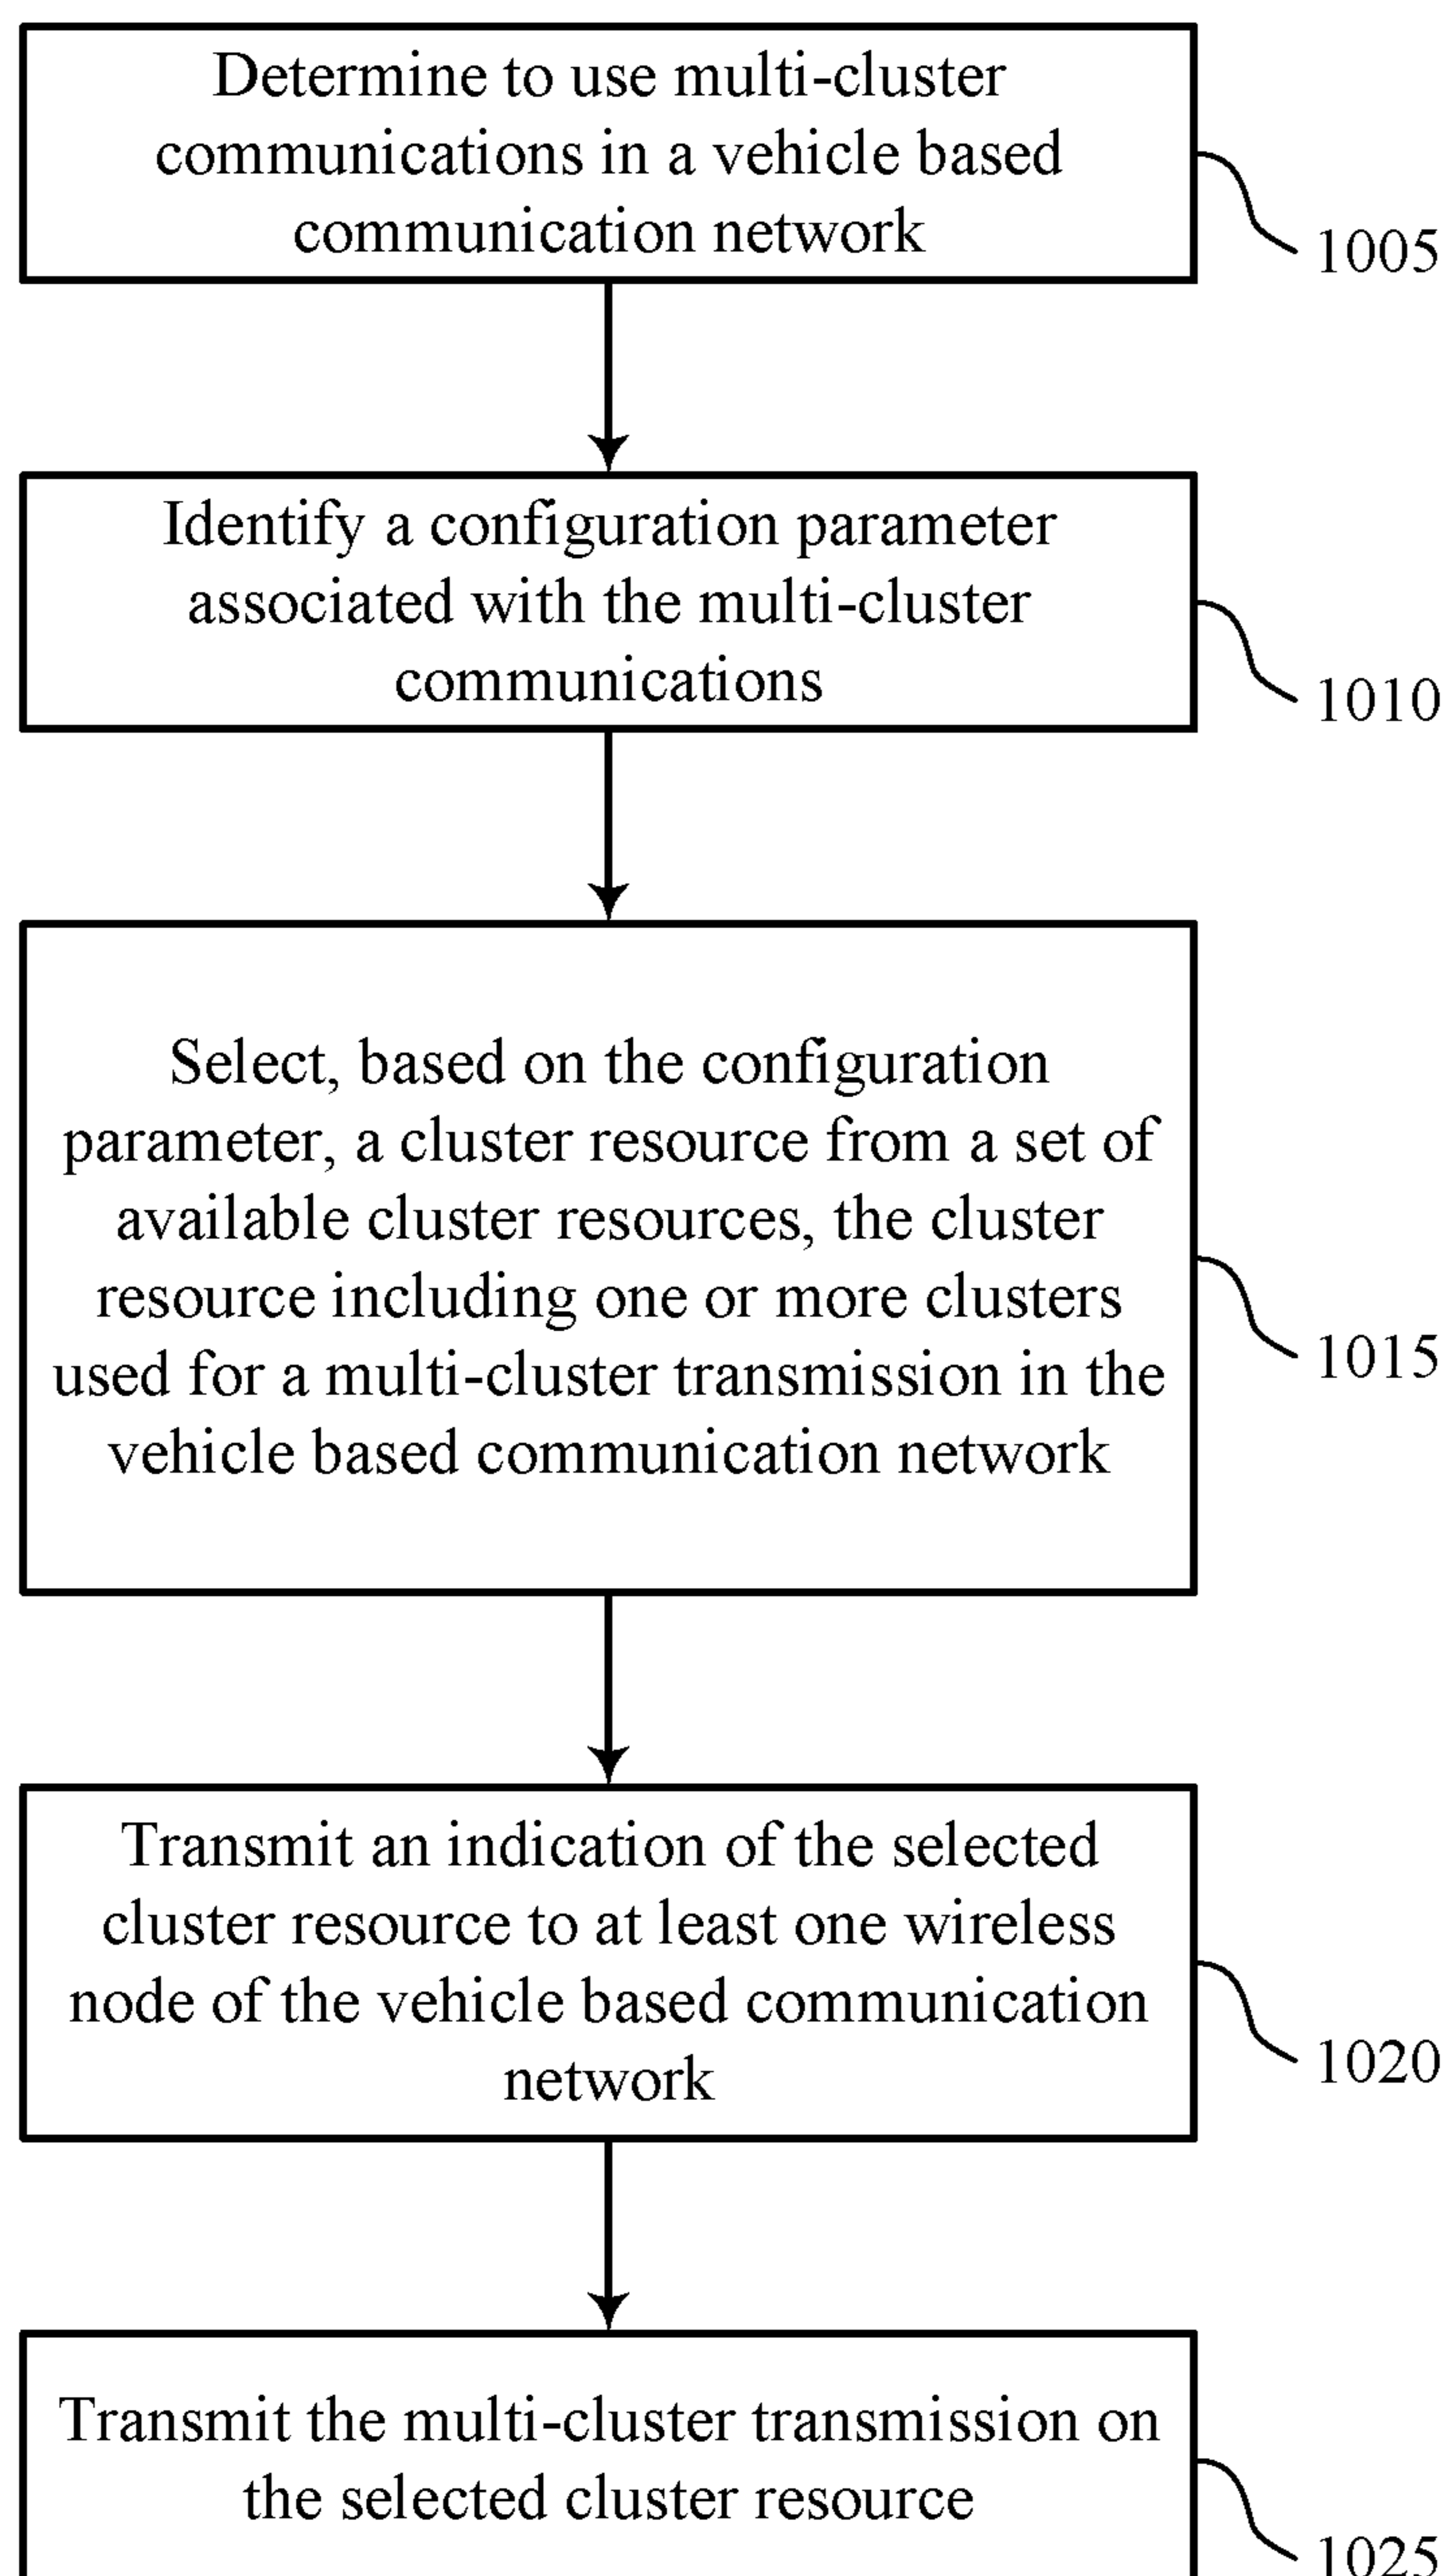 Determine to use multi-cluster
communications in a vehicle based
communication network
1005
Identify a configuration parameter
associated with the multi-cluster
communications
1010
Select, based on the configuration
parameter, a cluster resource from a set of
available cluster resources, the cluster
resource including one or more clusters
used for a multi-cluster transmission in the
vehicle based communication network
1015
Transmit an indication of the selected
cluster resource to at least one wireless
node of the vehicle based communication
network
1020
Transmit the multi-cluster transmission on
the selected cluster resource
1025